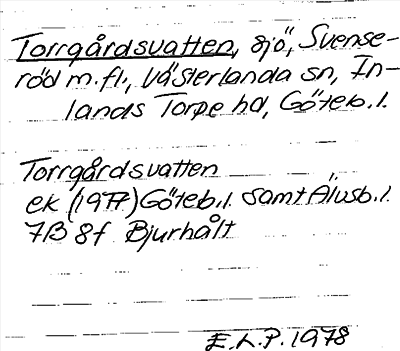 Torrgårdsvatten, sjö, Svense-
röd m.fl., Västerlanda sn, In-
lands Torpe hd, Göteb. l.
Torrgårdsvatten
ek (1977) Göteb. l. samt Älvsb. l.
7B 8f Bjurhålt
E. L. P. 1978